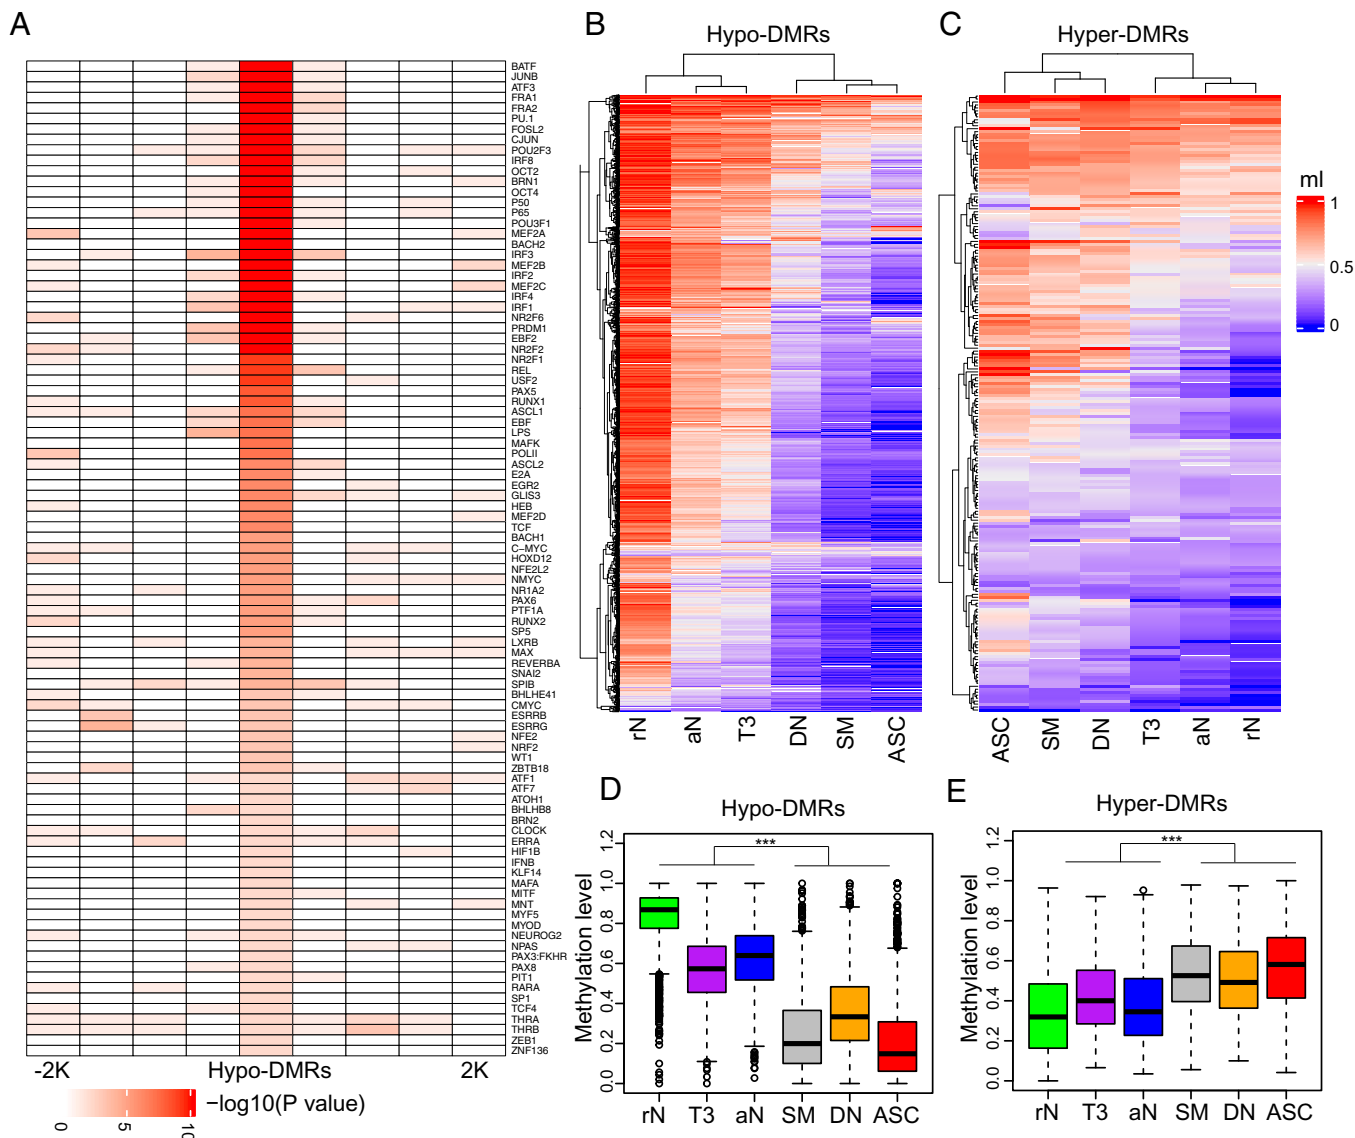 A
BATF
JUNB
ATF3
FRA1
FRA2
PU.1
FOSL2
CJUN
POU2F3
IRF8
OCT2
BRN1
OCT4
P50
P65
POU3F1
MEF2A
BACH2
IRF3
MEF2B
IRF2
MEF2C
IRF4
IRF1
NR2F6
PRDM1
EBF2
NR2F2
NR2F1
REL
USF2
PAX5
RUNX1
ASCL1
EBF
LPS
MAFK
POLII
ASCL2
E2A
EGR2
GLIS3
HEB
MEF2D
TCF
BACH1
C-MYC
HOXD12
NFE2L2
NMYC
NR1A2
PAX6
PTF1A
RUNX2
SP5
LXRB
MAX
REVERBA
SNAI2
SPIB
BHLHE41
CMYC
ESRRB
ESRRG
NFE2
NRF2
WT1
ZBTB18
ATF1
ATF7
ATOH1
BHLHB8
BRN2
CLOCK
ERRA
HIF1B
IFNB
KLF14
MAFA
MITF
MNT
MYF5
MYOD
NEUROG2
NPAS
PAX3:FKHR
PAX8
PIT1
RARA
SP1
TCF4
THRA
THRB
ZEB1
ZNF136
-2K Hypo-DMRs 2K
0 5 10 −log10(P value)
B
Hypo-DMRs
rN aN T3 DN SM ASC
C
Hyper-DMRs
ASC SM DN T3 aN rN
ml
1
0.5
0
D
Hypo-DMRs
***
Methylation level
1.2
1.0
0.8
0.6
0.4
0.2
0.0
rN T3 aN SM DN ASC
E
Hyper-DMRs
***
Methylation level
1.2
1.0
0.8
0.6
0.4
0.2
0.0
rN T3 aN SM DN ASC